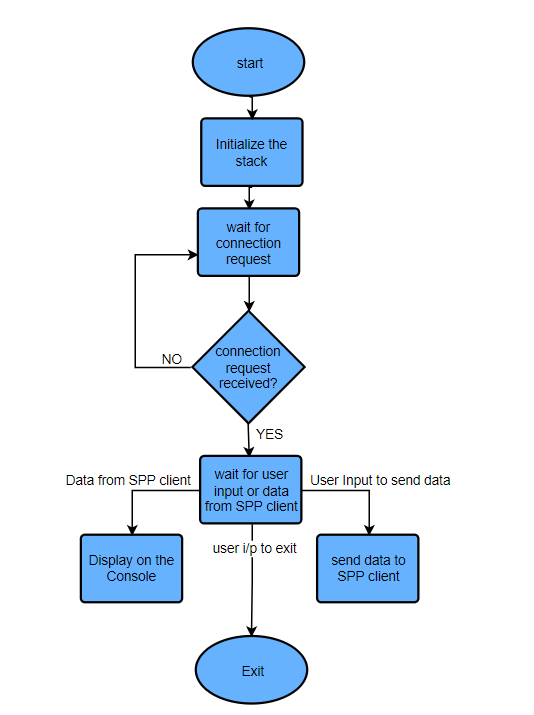 start
Initialize the
stack
wait for
connection
request
connection
request
received?
NO
YES
wait for user
input or data
from SPP client
Data from SPP client
User Input to send data
user i/p to exit
Display on the
Console
send data to
SPP client
Exit